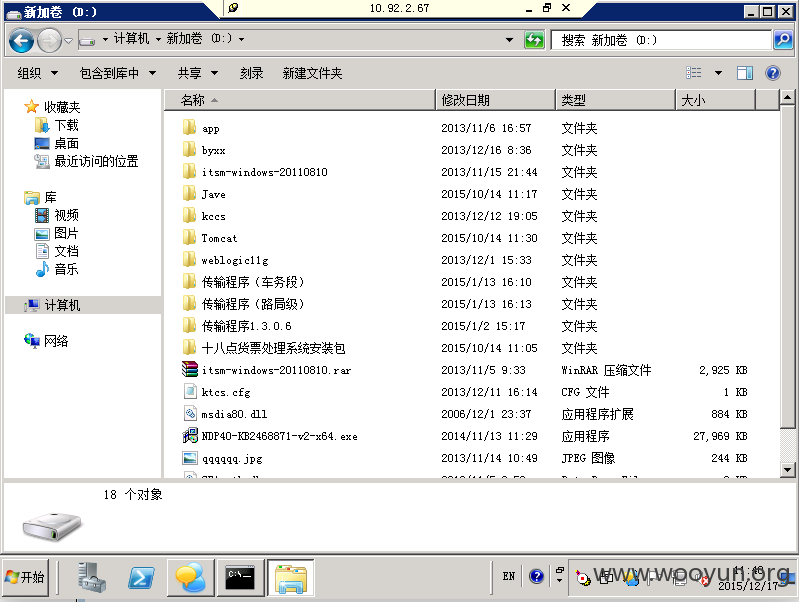 新加卷 (D:)
10.92.2.67
计算机 新加卷 (D:)
搜索 新加卷 (D:)
组织 包含到库中 共享 刻录 新建文件夹
收藏夹
下载
桌面
最近访问的位置
库
视频
图片
文档
音乐
计算机
网络
名称 修改日期 类型 大小
app 2013/11/6 16:57 文件夹
byxx 2013/12/16 8:36 文件夹
itsm-windows-20110810 2013/11/15 21:44 文件夹
Jave 2015/10/14 11:17 文件夹
kccs 2013/12/12 19:05 文件夹
Tomcat 2015/10/14 11:30 文件夹
weblogic11g 2013/12/1 15:33 文件夹
传输程序（车务段） 2015/1/13 16:10 文件夹
传输程序（路局级） 2015/1/13 16:13 文件夹
传输程序1.3.0.6 2015/1/2 15:17 文件夹
十八点货票处理系统安装包 2015/10/14 11:05 文件夹
itsm-windows-20110810.rar 2013/11/5 9:33 WinRAR 压缩文件 2,925 KB
ktcs.cfg 2013/12/11 16:14 CFG 文件 1 KB
msdia80.dll 2006/12/1 23:37 应用程序扩展 884 KB
NDP40-KB2468871-v2-x64.exe 2014/11/13 11:29 应用程序 27,969 KB
qqqqqq.jpg 2013/11/14 10:49 JPEG 图像 244 KB
18 个对象
开始
C:\.
EN
11:48
2015/12/17
www.wooyun.org